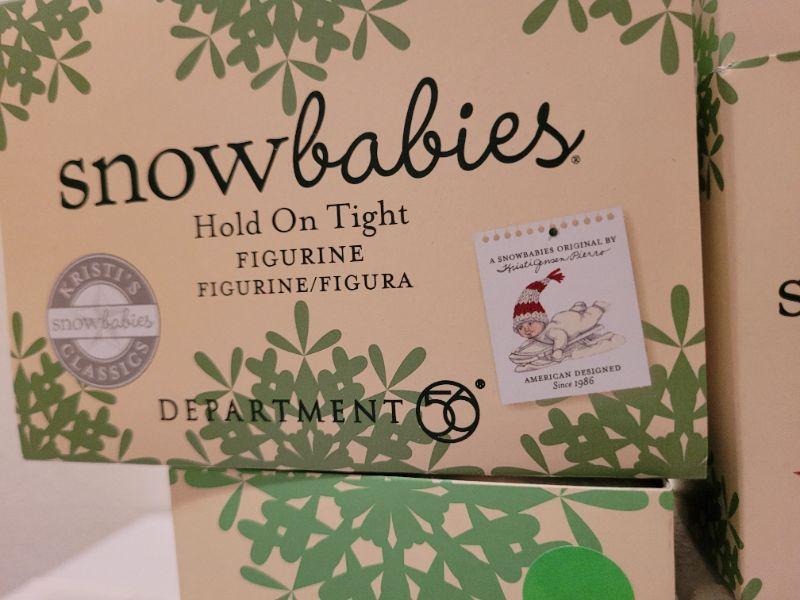 snowbabies®
Hold On Tight
FIGURINE
FIGURINE/FIGURA
KRISTI'S
snowbabies
CLASSICS
DEPARTMENT 56®
A SNOWBABIES ORIGINAL BY
Kristi Jensen Pierro
AMERICAN DESIGNED
Since 1986
s